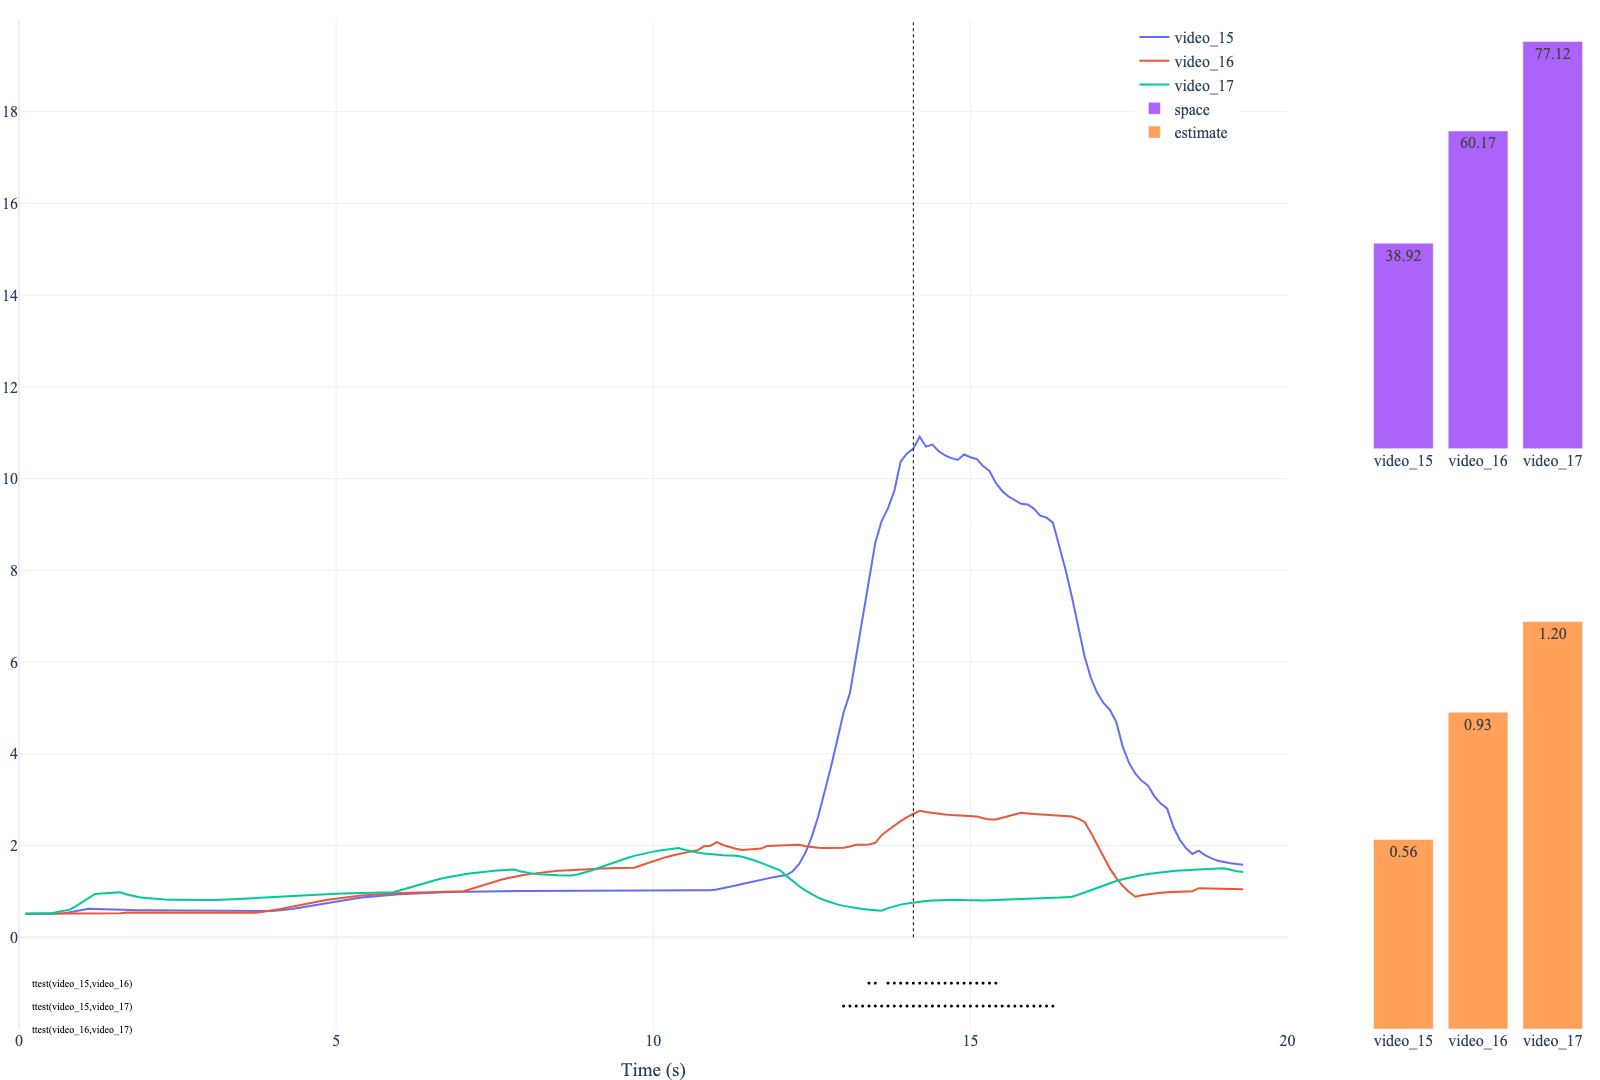 video_15
video_16
video_17
space
estimate
18
16
14
12
10
8
6
4
2
0
ttest(video_15,video_16)
ttest(video_15,video_17)
ttest(video_16,video_17)
0 5 10 15 20
Time (s)
38.92 60.17 77.12
video_15 video_16 video_17
0.56 0.93 1.20
video_15 video_16 video_17